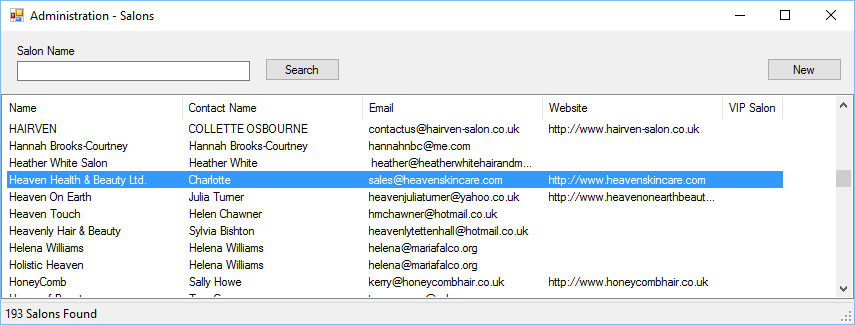 Administration - Salons
Salon Name
Search
New
Name Contact Name Email Website VIP Salon
HAIRVEN COLLETTE OSBOURNE contactus@hairven-salon.co.uk http://www.hairven-salon.co.uk
Hannah Brooks-Courtney Hannah Brooks-Courtney hannahnbc@me.com
Heather White Salon Heather White heather@heatherwhitehairandm...
Heaven Health & Beauty Ltd. Charlotte sales@heavenskincare.com http://www.heavenskincare.com
Heaven On Earth Julia Turner heavenjuliaturner@yahoo.co.uk http://www.heavenonearthbeaut...
Heaven Touch Helen Chawner hmchawner@hotmail.co.uk
Heavenly Hair & Beauty Sylvia Bishton heavenlytettenhall@hotmail.co.uk
Helena Williams Helena Williams helena@mariafalco.org
Holistic Heaven Helena Williams helena@mariafalco.org
HoneyComb Sally Howe kerry@honeycombhair.co.uk http://www.honeycombhair.co.uk
193 Salons Found